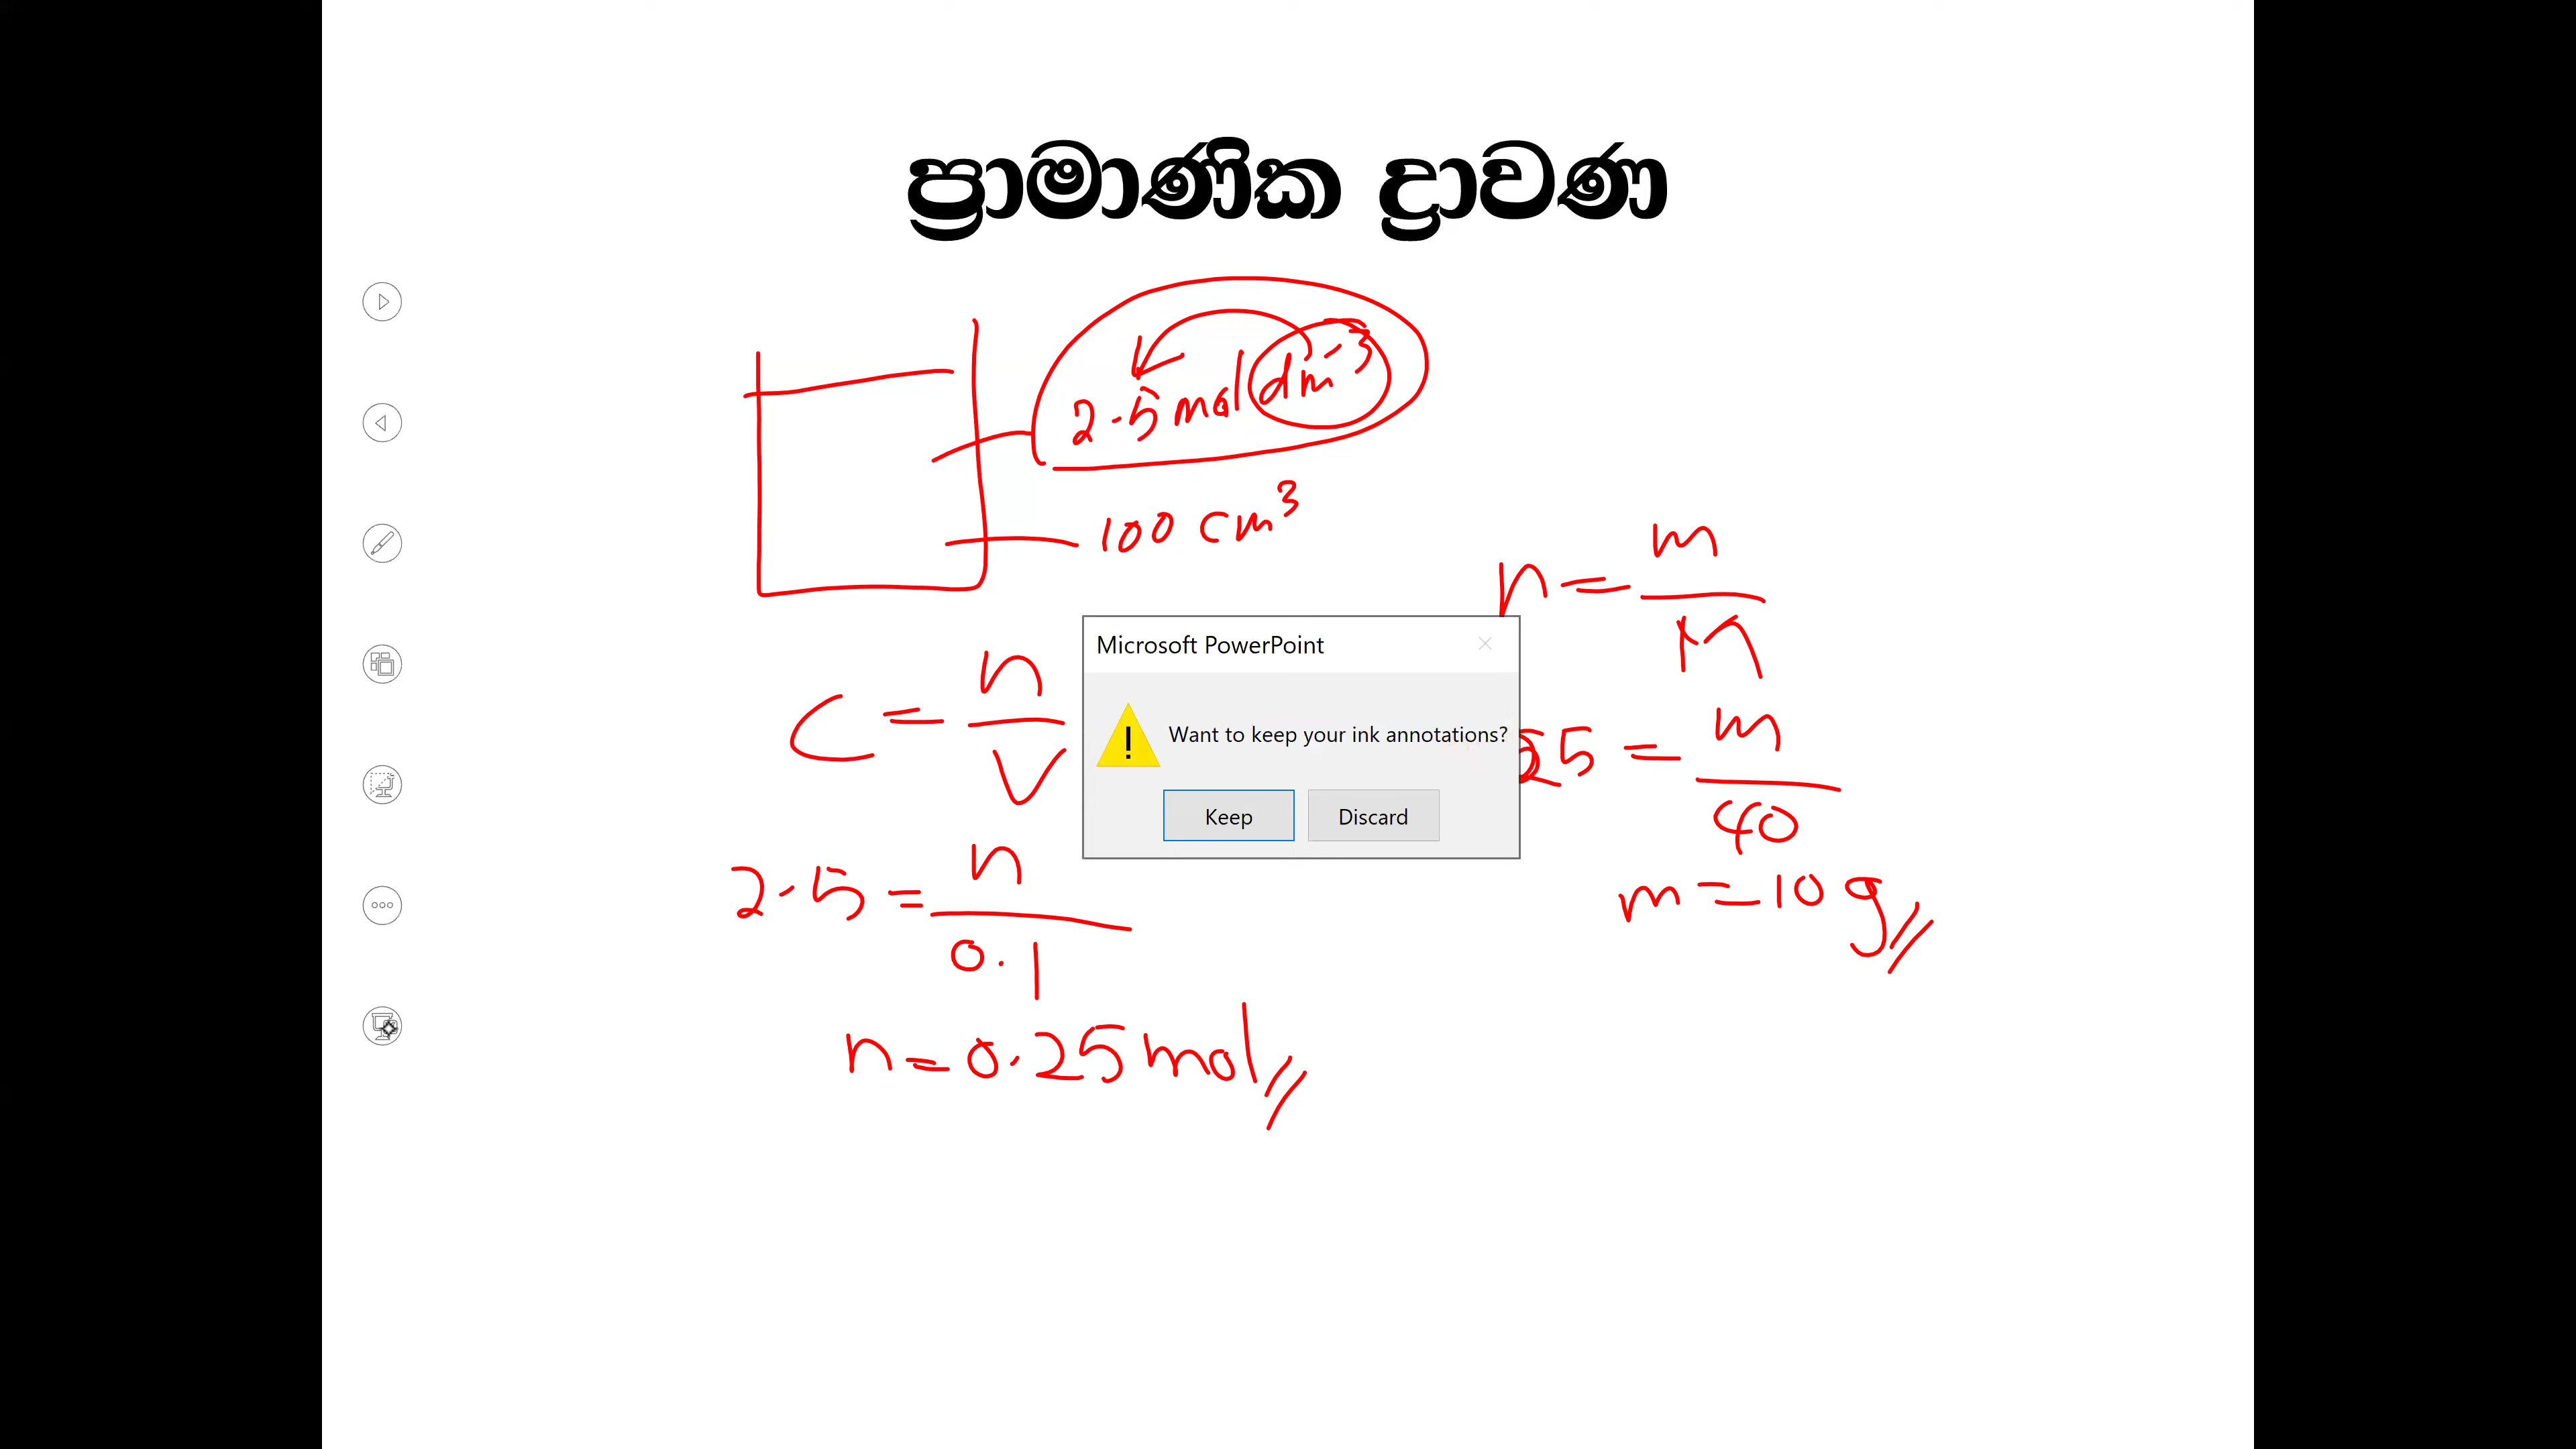 ප්‍රාමාණික ද්‍රාවණ
2.5 mol dm⁻³
100 cm³
n = m / M
C = n / V
Microsoft PowerPoint
Want to keep your ink annotations?
Keep Discard
25 = m / 40
2.5 = n / 0.1
m = 10 g
n = 0.25 mol